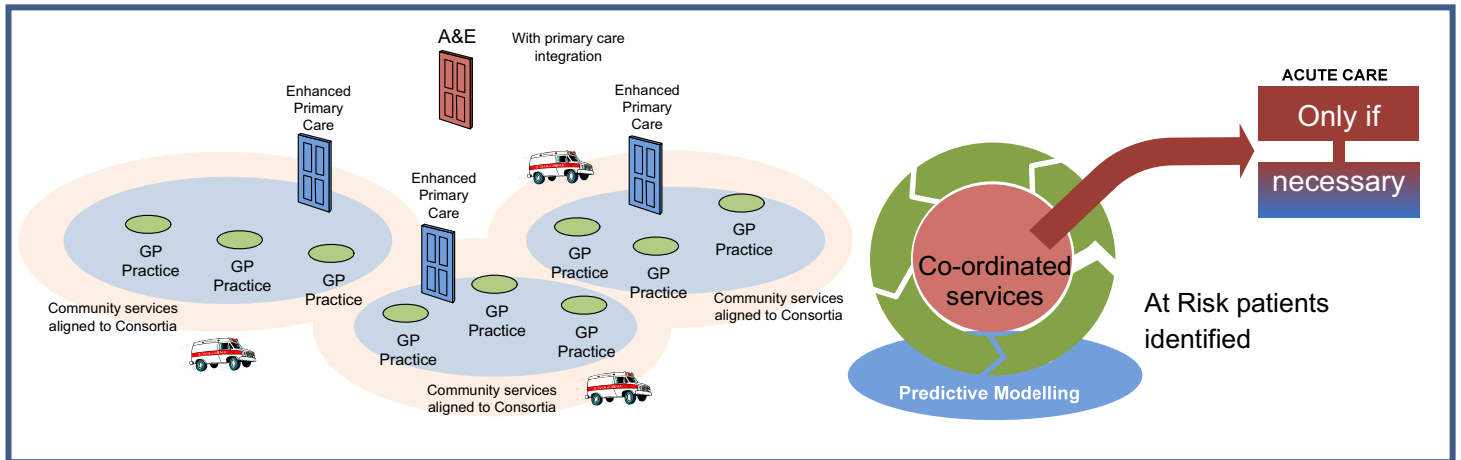 A&E
With primary care
integration
Enhanced
Primary
Care
Enhanced
Primary
Care
Enhanced
Primary
Care
GP
Practice
GP
Practice
GP
Practice
Community services
aligned to Consortia
GP
Practice
GP
Practice
GP
Practice
Community services
aligned to Consortia
GP
Practice
GP
Practice
GP
Practice
Community services
aligned to Consortia
Co-ordinated
services
Predictive Modelling
At Risk patients
identified
ACUTE CARE
Only if
necessary